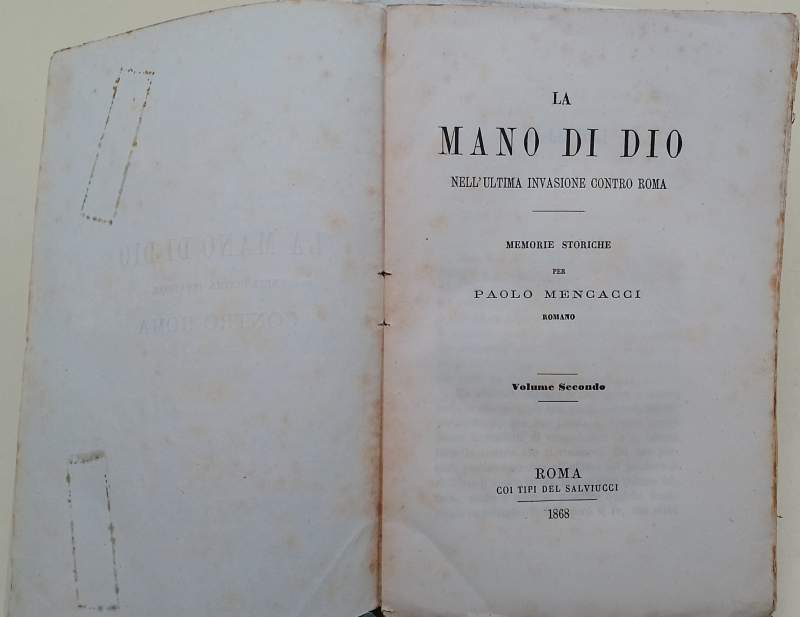 LA
MANO DI DIO
NELL'ULTIMA INVASIONE CONTRO ROMA
MEMORIE STORICHE
PER
PAOLO MENCACCI
ROMANO
Volume Secondo
ROMA
COI TIPI DEL SALVIUCCI
1868